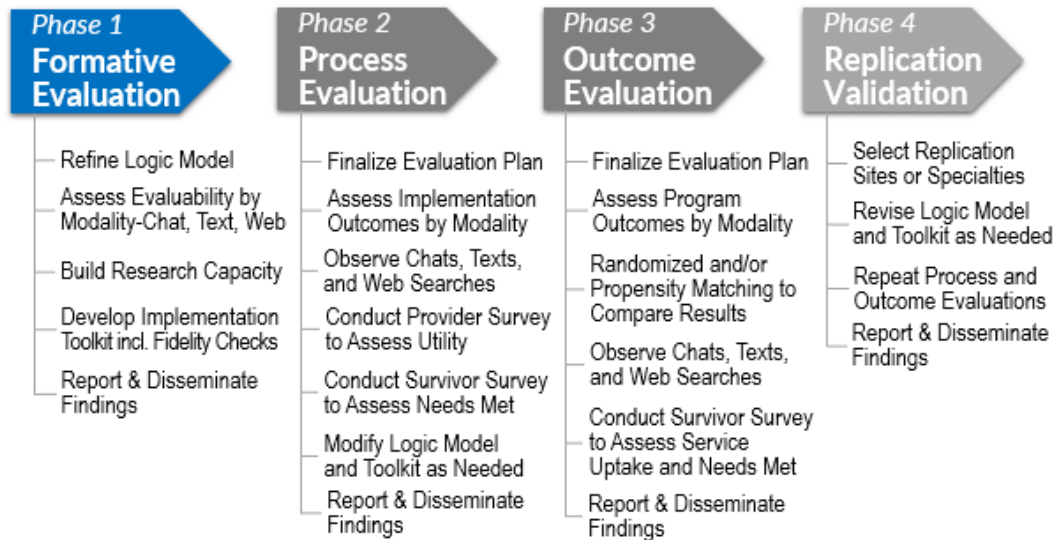 Phase 1
Formative
Evaluation
Refine Logic Model
Assess Evaluability by
Modality-Chat, Text, Web
Build Research Capacity
Develop Implementation
Toolkit incl. Fidelity Checks
Report & Disseminate
Findings
Phase 2
Process
Evaluation
Finalize Evaluation Plan
Assess Implementation
Outcomes by Modality
Observe Chats, Texts,
and Web Searches
Conduct Provider Survey
to Assess Utility
Conduct Survivor Survey
to Assess Needs Met
Modify Logic Model
and Toolkit as Needed
Report & Disseminate
Findings
Phase 3
Outcome
Evaluation
Finalize Evaluation Plan
Assess Program
Outcomes by Modality
Randomized and/or
Propensity Matching to
Compare Results
Observe Chats, Texts,
and Web Searches
Conduct Survivor Survey
to Assess Service
Uptake and Needs Met
Report & Disseminate
Findings
Phase 4
Replication
Validation
Select Replication
Sites or Specialties
Revise Logic Model
and Toolkit as Needed
Repeat Process and
Outcome Evaluations
Report & Disseminate
Findings